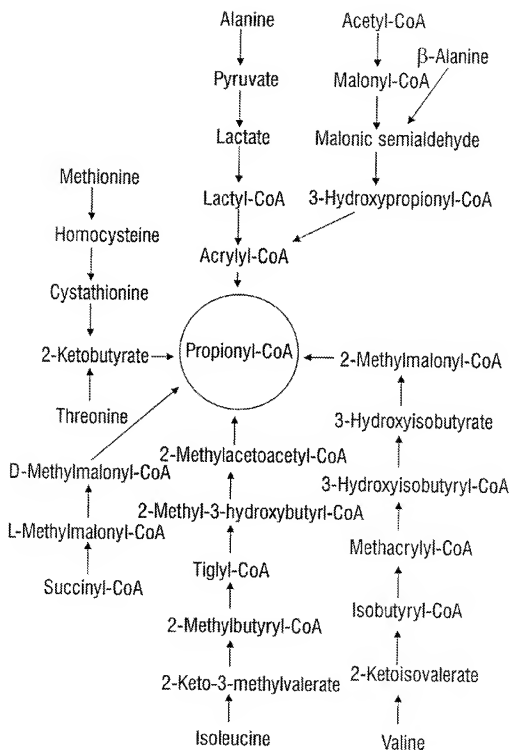 Alanine
Pyruvate
Lactate
Lactyl-CoA
Acrylyl-CoA
Acetyl-CoA
β-Alanine
Malonyl-CoA
Malonic semialdehyde
3-Hydroxypropionyl-CoA
Methionine
Homocysteine
Cystathionine
2-Ketobutyrate
Threonine
Propionyl-CoA
D-Methylmalonyl-CoA
L-Methylmalonyl-CoA
Succinyl-CoA
2-Methylacetoacetyl-CoA
2-Methyl-3-hydroxybutyrl-CoA
Tiglyl-CoA
2-Methylbutyryl-CoA
2-Keto-3-methylvalerate
Isoleucine
2-Methylmalonyl-CoA
3-Hydroxyisobutyrate
3-Hydroxyisobutyryl-CoA
Methacrylyl-CoA
Isobutyryl-CoA
2-Ketoisovalerate
Valine